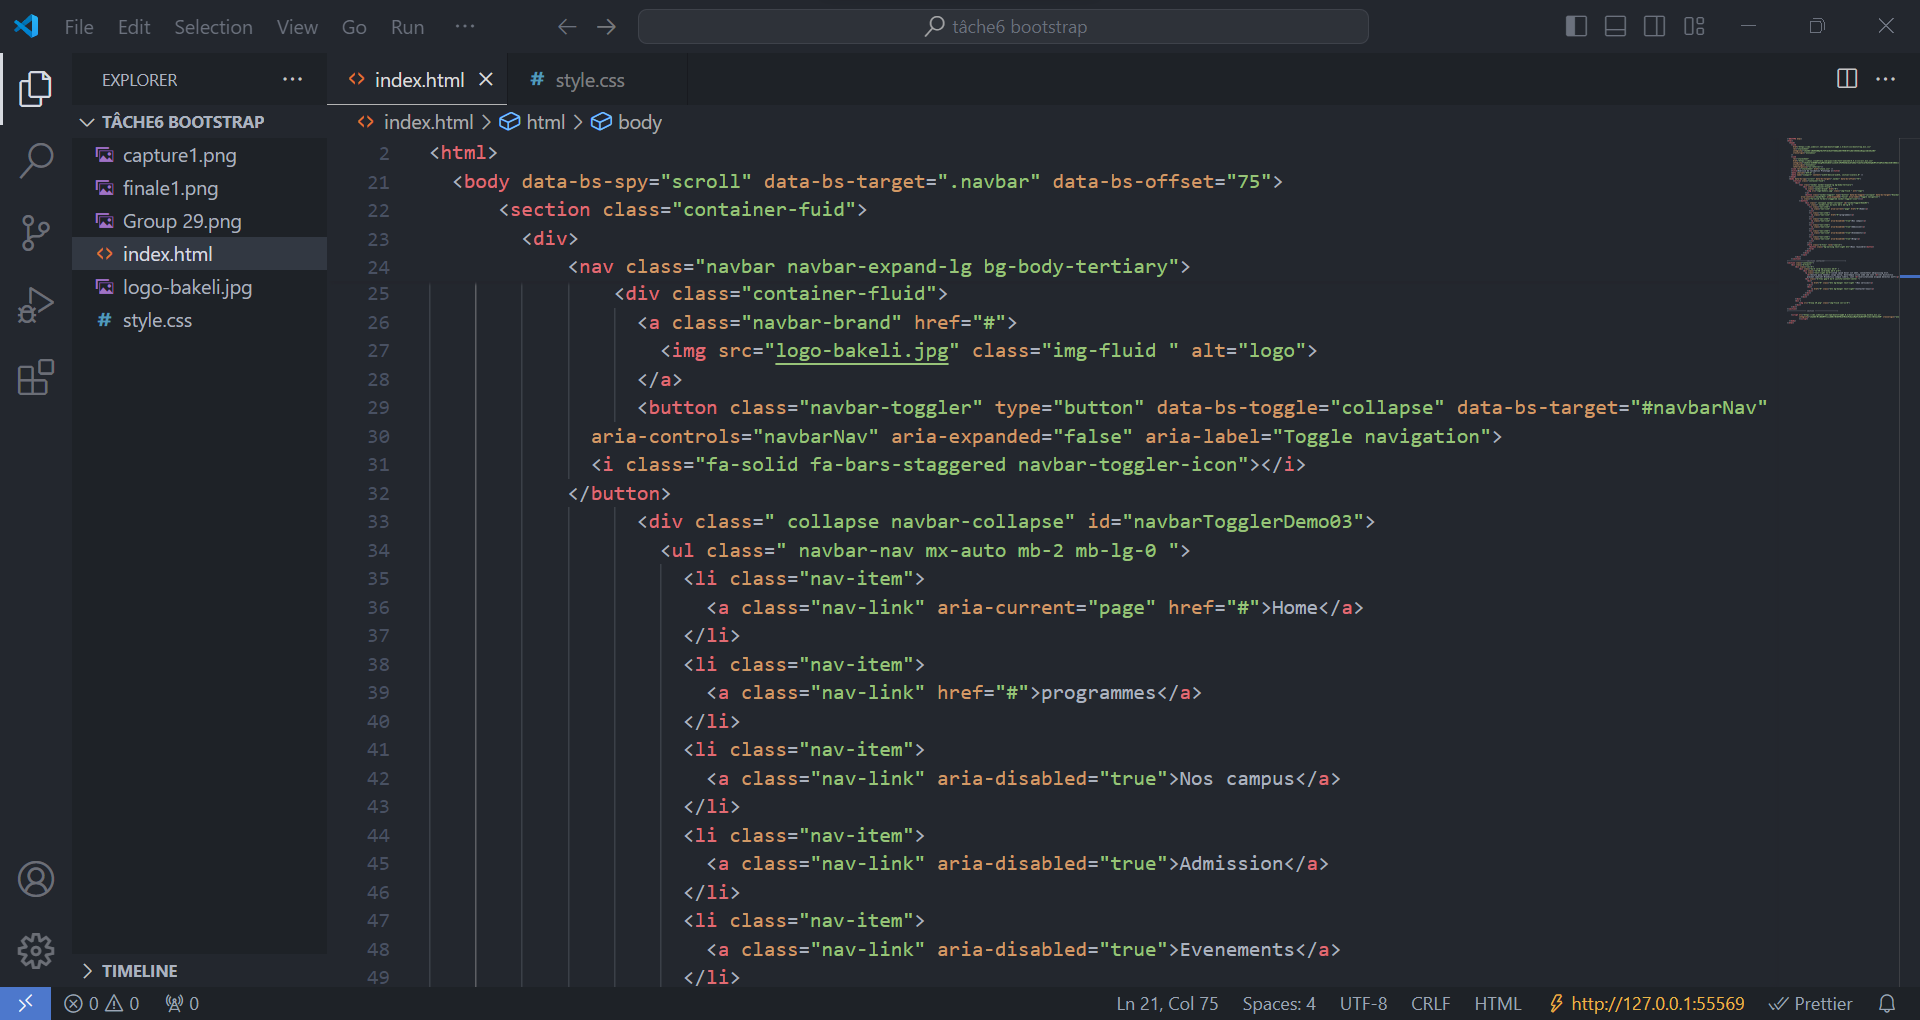 File Edit Selection View Go Run ··· tâche6 bootstrap
EXPLORER ···
TÂCHE6 BOOTSTRAP
capture1.png
finale1.png
Group 29.png
index.html
logo-bakeli.jpg
style.css
TIMELINE
index.html style.css
index.html > html > body
2 <html>
21 <body data-bs-spy="scroll" data-bs-target=".navbar" data-bs-offset="75">
22 <section class="container-fuid">
23 <div>
24 <nav class="navbar navbar-expand-lg bg-body-tertiary">
25 <div class="container-fluid">
26 <a class="navbar-brand" href="#">
27 <img src="logo-bakeli.jpg" class="img-fluid " alt="logo">
28 </a>
29 <button class="navbar-toggler" type="button" data-bs-toggle="collapse" data-bs-target="#navbarNav"
30 aria-controls="navbarNav" aria-expanded="false" aria-label="Toggle navigation">
31 <i class="fa-solid fa-bars-staggered navbar-toggler-icon"></i>
32 </button>
33 <div class=" collapse navbar-collapse" id="navbarTogglerDemo03">
34 <ul class=" navbar-nav mx-auto mb-2 mb-lg-0 ">
35 <li class="nav-item">
36 <a class="nav-link" aria-current="page" href="#">Home</a>
37 </li>
38 <li class="nav-item">
39 <a class="nav-link" href="#">programmes</a>
40 </li>
41 <li class="nav-item">
42 <a class="nav-link" aria-disabled="true">Nos campus</a>
43 </li>
44 <li class="nav-item">
45 <a class="nav-link" aria-disabled="true">Admission</a>
46 </li>
47 <li class="nav-item">
48 <a class="nav-link" aria-disabled="true">Evenements</a>
49 </li>
0 0 0 Ln 21, Col 75 Spaces: 4 UTF-8 CRLF HTML http://127.0.0.1:55569 Prettier